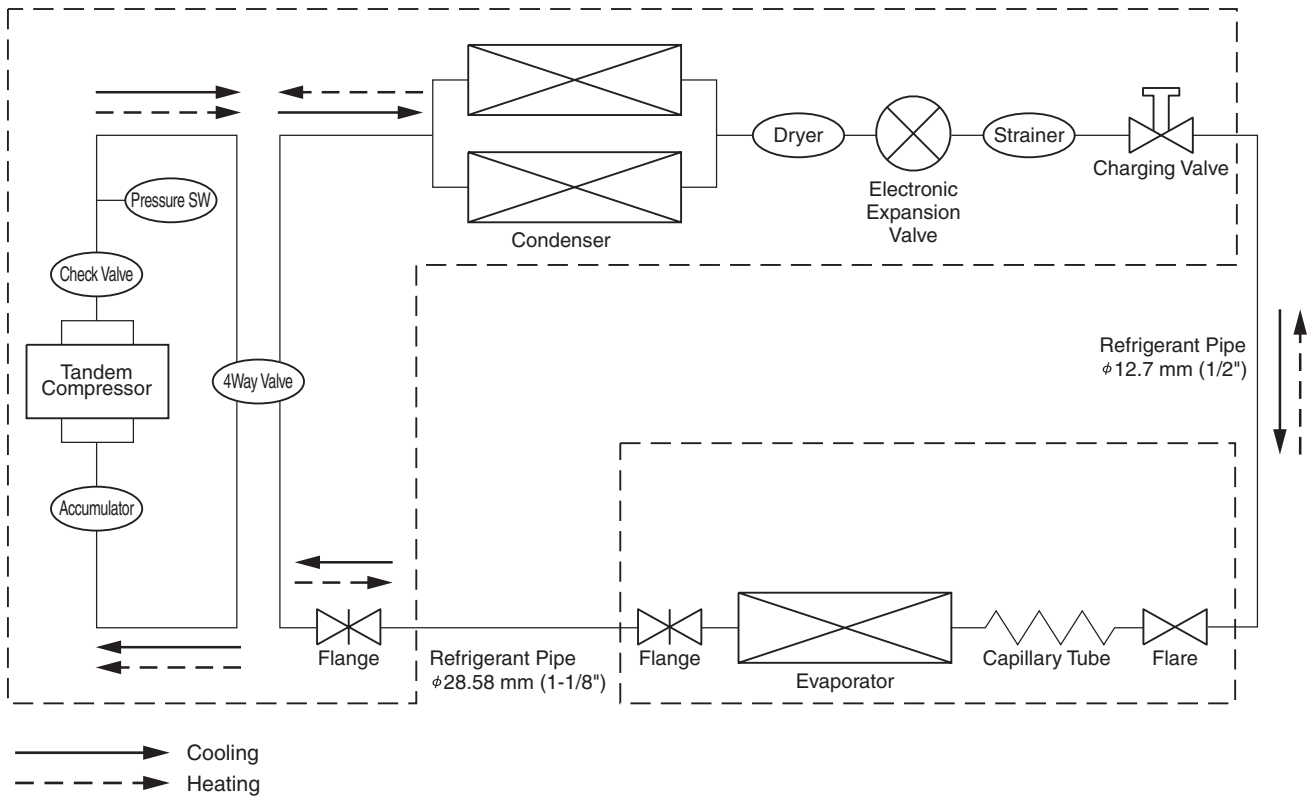 Pressure SW
Check Valve
Tandem
Compressor
4Way Valve
Accumulator
Condenser
Dryer
Electronic
Expansion
Valve
Strainer
Charging Valve
Refrigerant Pipe
ø12.7 mm (1/2")
Flange
Refrigerant Pipe
ø28.58 mm (1-1/8")
Flange
Evaporator
Capillary Tube
Flare
Cooling
Heating